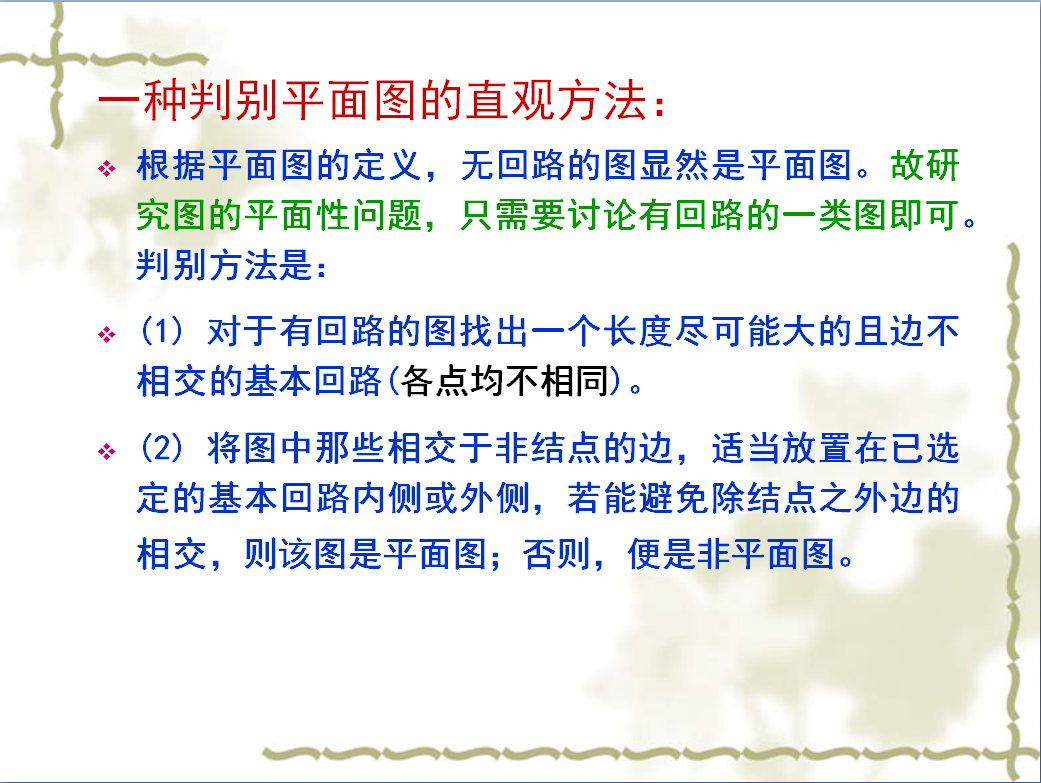 一种判别平面图的直观方法：
根据平面图的定义，无回路的图显然是平面图。故研
究图的平面性问题，只需要讨论有回路的一类图即可。
判别方法是：
(1) 对于有回路的图找出一个长度尽可能大的且边不
相交的基本回路(各点均不相同)。
(2) 将图中那些相交于非结点的边，适当放置在已选
定的基本回路内侧或外侧，若能避免除结点之外边的
相交，则该图是平面图；否则，便是非平面图。